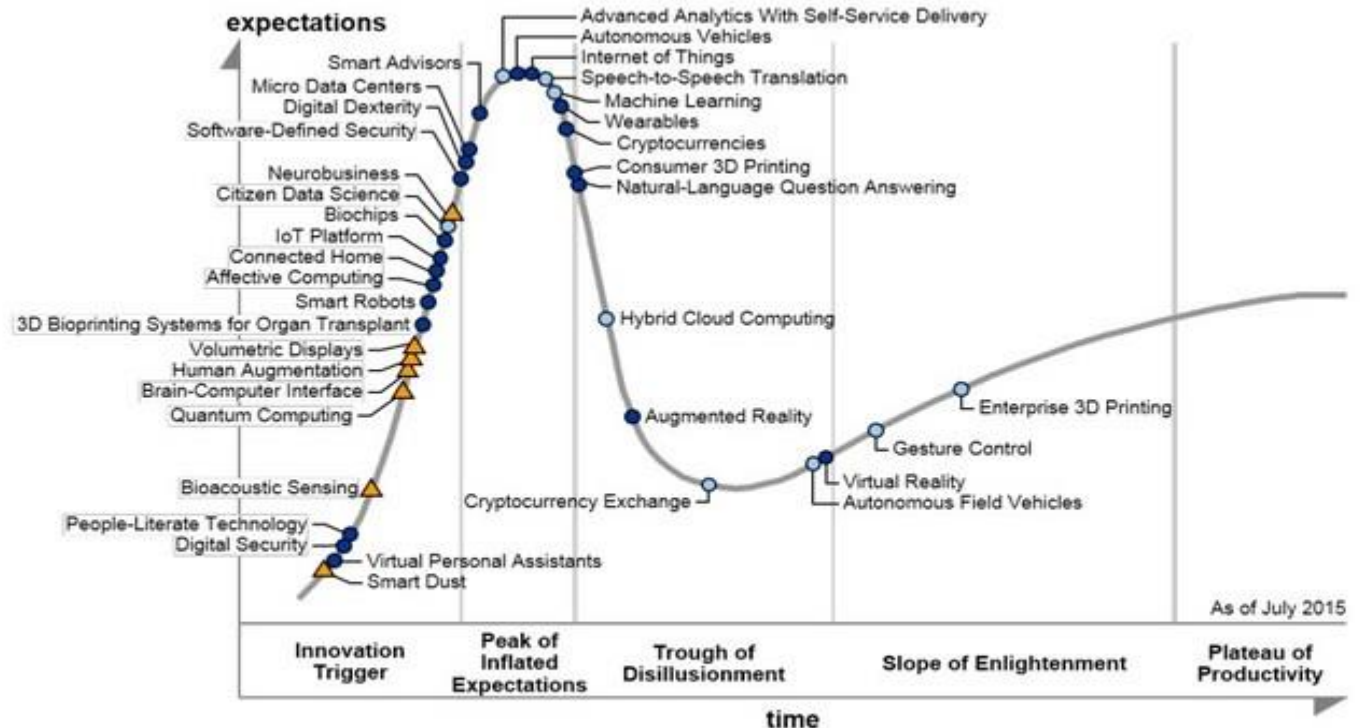 expectations
Advanced Analytics With Self-Service Delivery
Autonomous Vehicles
Internet of Things
Speech-to-Speech Translation
Machine Learning
Wearables
Cryptocurrencies
Consumer 3D Printing
Natural-Language Question Answering
Smart Advisors
Micro Data Centers
Digital Dexterity
Software-Defined Security
Neurobusiness
Citizen Data Science
Biochips
IoT Platform
Connected Home
Affective Computing
Smart Robots
3D Bioprinting Systems for Organ Transplant
Volumetric Displays
Human Augmentation
Brain-Computer Interface
Quantum Computing
Bioacoustic Sensing
People-Literate Technology
Digital Security
Virtual Personal Assistants
Smart Dust
Hybrid Cloud Computing
Augmented Reality
Cryptocurrency Exchange
Enterprise 3D Printing
Gesture Control
Virtual Reality
Autonomous Field Vehicles
As of July 2015
Innovation
Trigger
Peak of
Inflated
Expectations
Trough of
Disillusionment
Slope of Enlightenment
Plateau of
Productivity
time